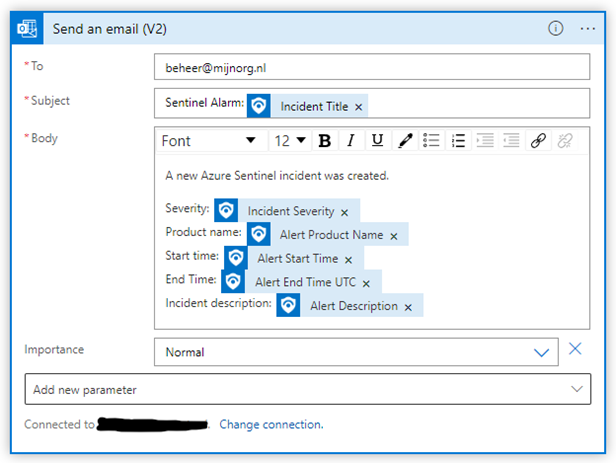 Send an email (V2)
* To
beheer@mijnorg.nl
* Subject
Sentinel Alarm: Incident Title ×
* Body
Font 12 B I U
A new Azure Sentinel incident was created.
Severity: Incident Severity ×
Product name: Alert Product Name ×
Start time: Alert Start Time ×
End Time: Alert End Time UTC ×
Incident description: Alert Description ×
Importance
Normal
Add new parameter
Connected to . Change connection.